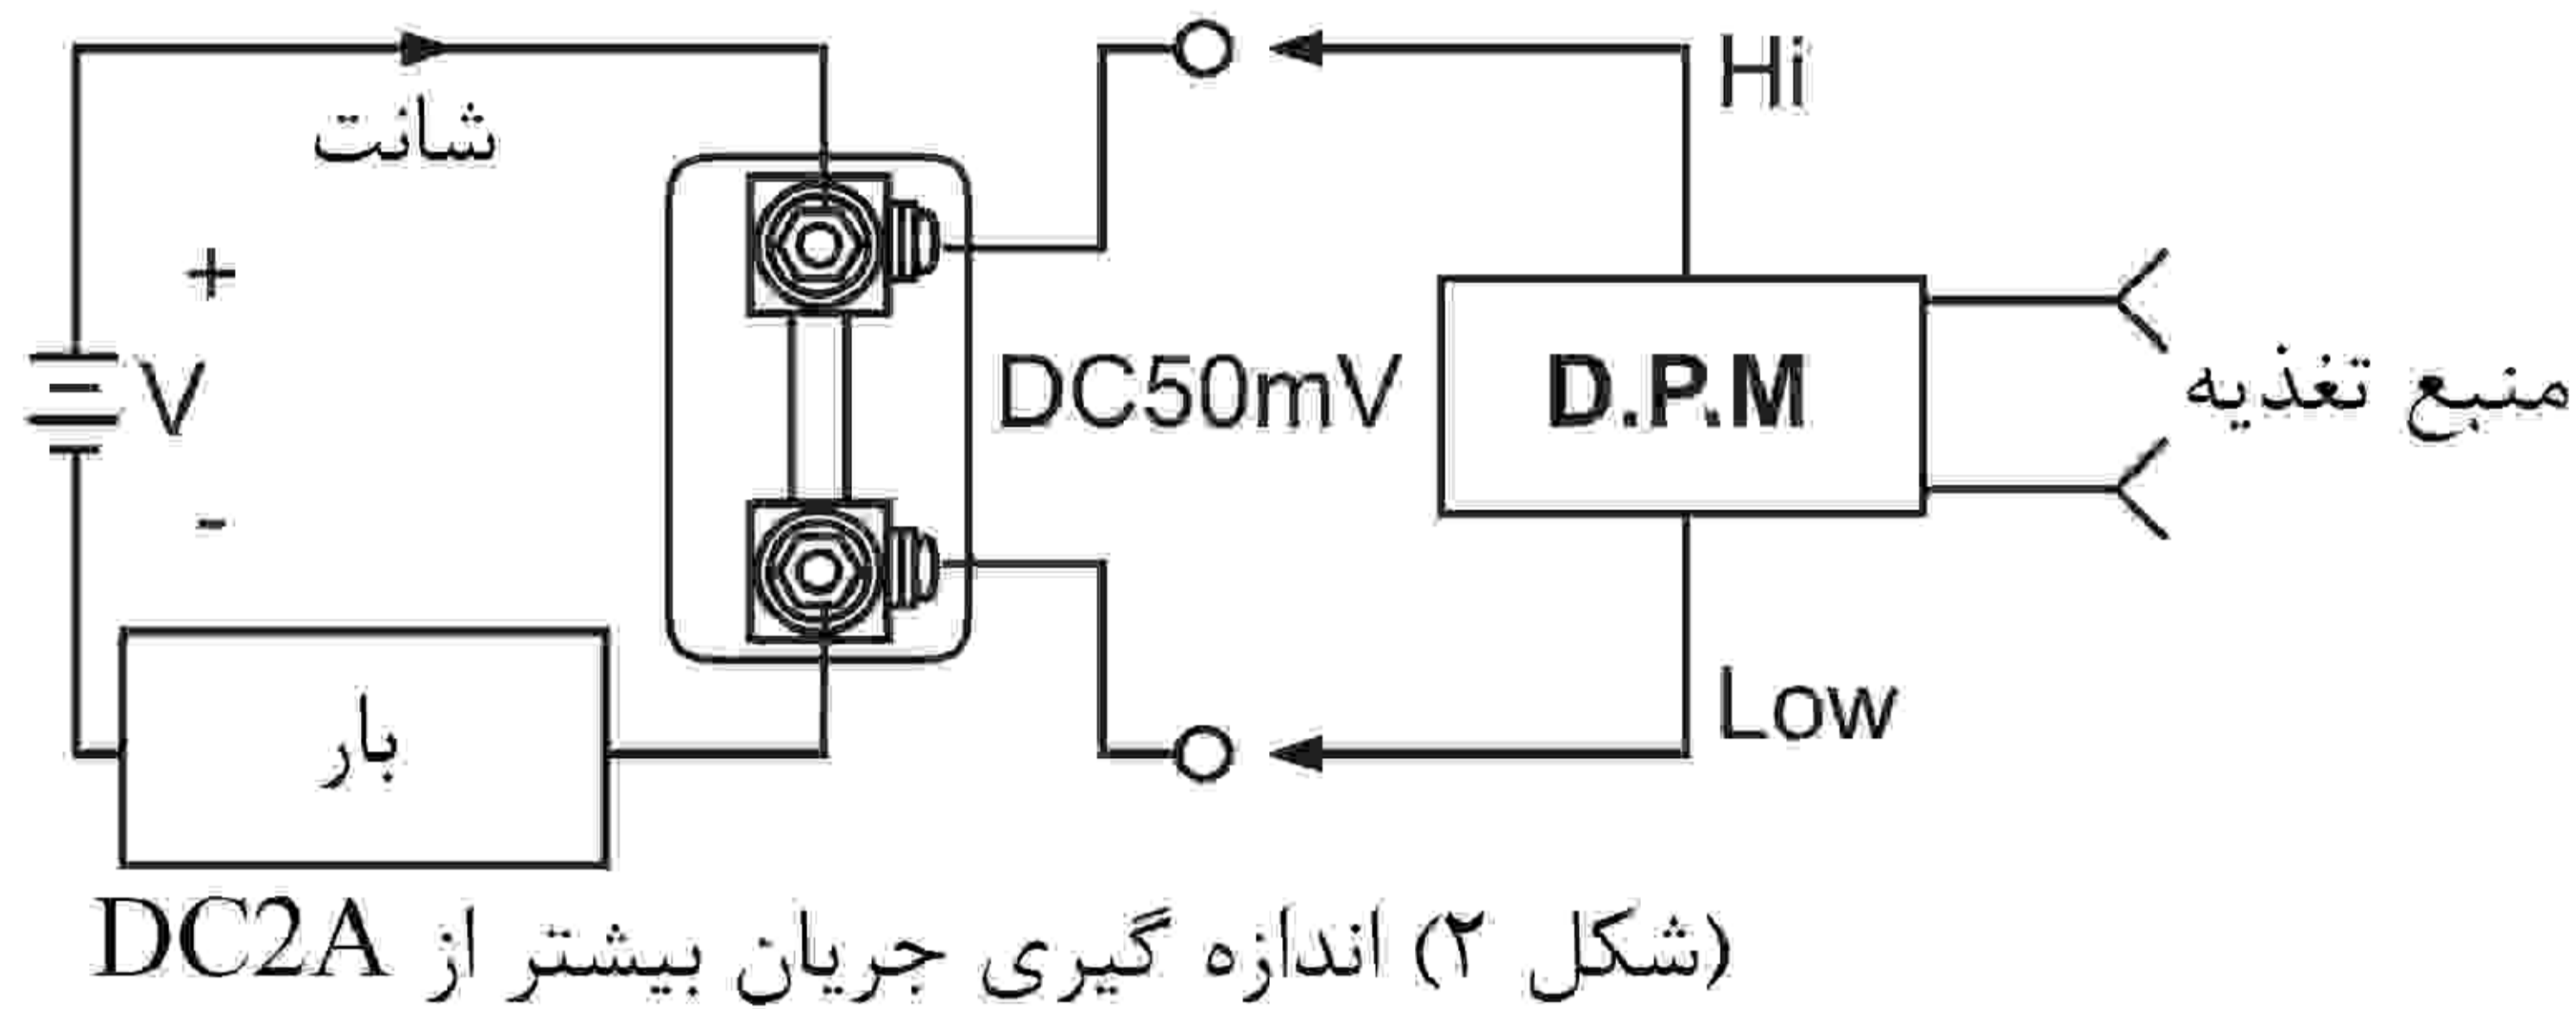 Hi
شانت
+
V
-
DC50mV
D.P.M
منبع تغذیه
Low
بار
(شکل ۲) اندازه گیری جریان بیشتر از DC2A